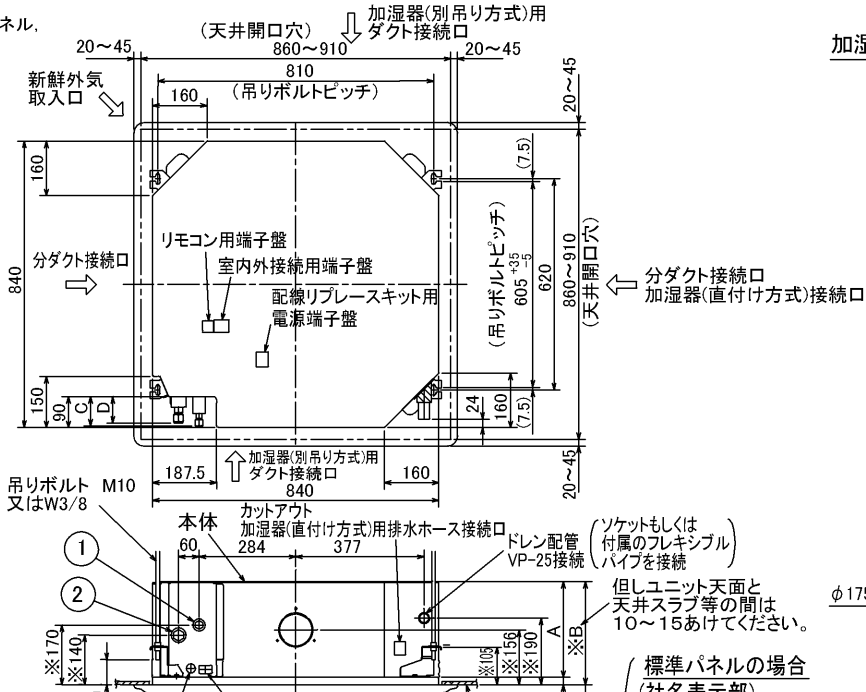 ネル,
(天井開口穴)
加湿器(別吊り方式)用
ダクト接続口
加湿
20~45
860~910
20~45
810
(吊りボルトピッチ)
新鮮外気
取入口
160
20~45
(7.5)
160
リモコン用端子盤
室内外接続用端子盤
配線リプレースキット用
電源端子盤
分ダクト接続口
840
(吊りボルトピッチ)
605 +35 -5
620
860~910
(天井開口穴)
分ダクト接続口
加湿器(直付け方式)接続口
150
90
C
D
24
160
(7.5)
20~45
187.5
加湿器(別吊り方式)用
ダクト接続口
160
840
吊りボルト M10
又はW3/8
本体
カットアウト
加湿器(直付け方式)用排水ホース接続口
ドレン配管
VP-25接続
(ソケットもしくは
付属のフレキシブル
パイプを接続)
1
60
284
377
2
但しユニット天面と
天井スラブ等の間は
10~15あけてください。
φ175
※170
※140
※105
※156
※190
A
※B
標準パネルの場合
(社名表示部)